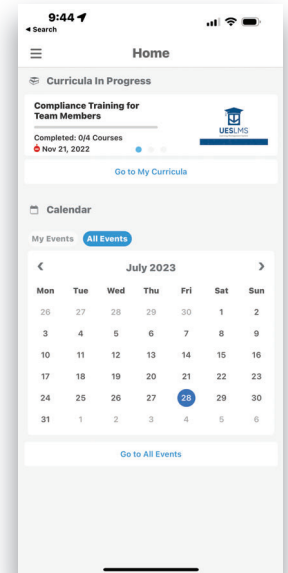 9:44
Search
Home
Curricula In Progress
Compliance Training for
Team Members
Completed: 0/4 Courses
Nov 21, 2022
UESLMS
Go to My Curricula
Calendar
My Events All Events
July 2023
Mon Tue Wed Thu Fri Sat Sun
26 27 28 29 30 1 2
3 4 5 6 7 8 9
10 11 12 13 14 15 16
17 18 19 20 21 22 23
24 25 26 27 28 29 30
31 1 2 3 4 5 6
Go to All Events